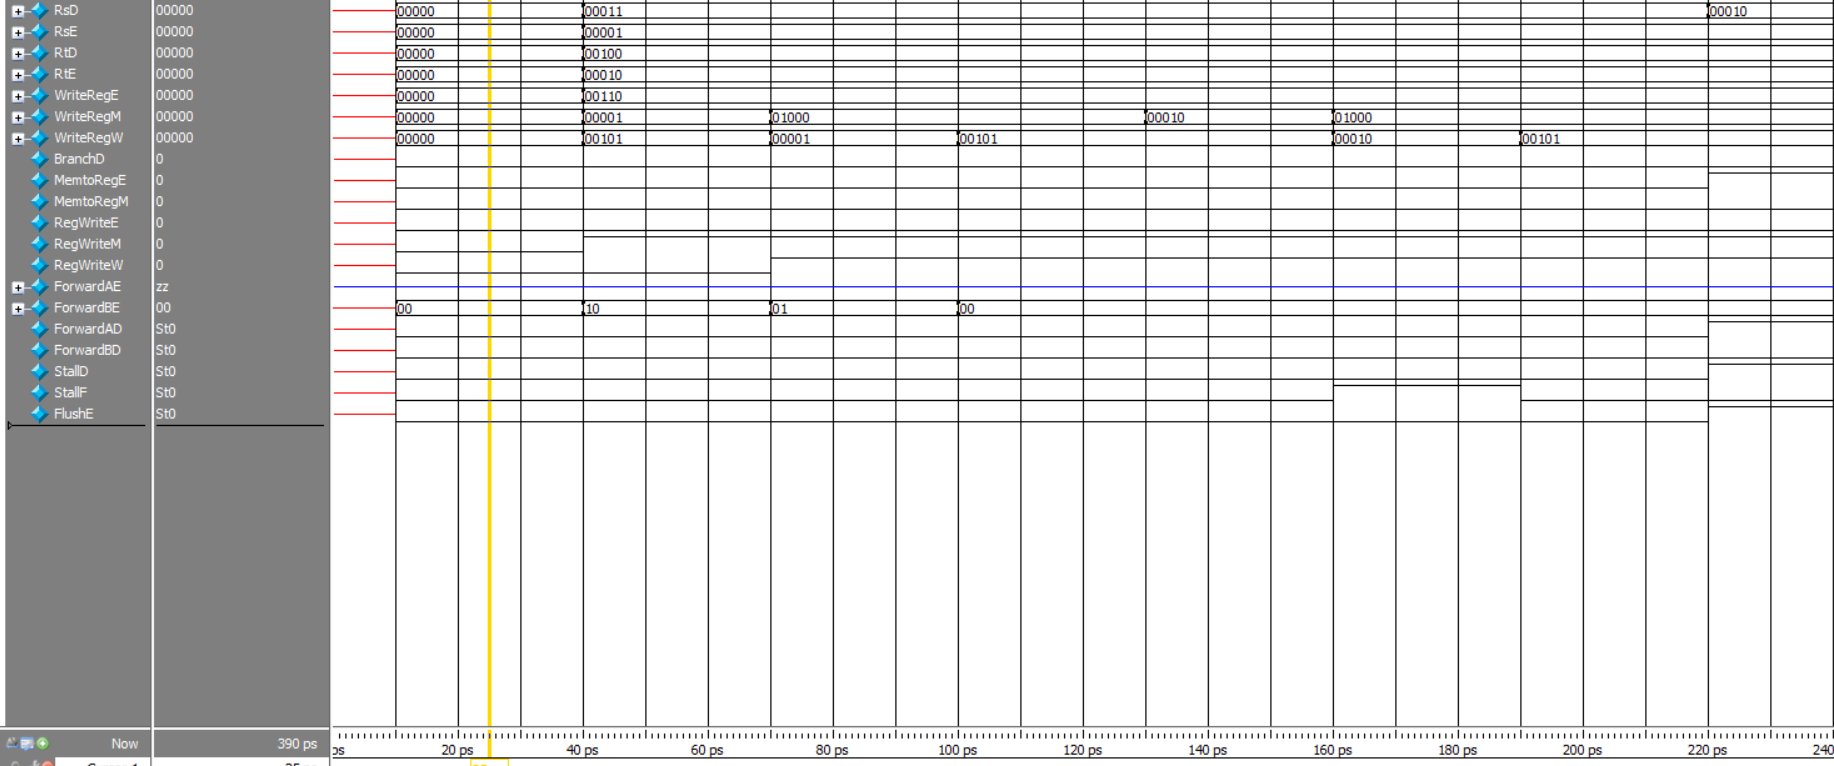 RsD 00000 00000 00011 00010
RsE 00000 00000 00001
RtD 00000 00000 00100
RtE 00000 00000 00010
WriteRegE 00000 00000 00110
WriteRegM 00000 00000 00001 01000 00010 01000
WriteRegW 00000 00000 00101 00001 00101 00010 00101
BranchD 0
MemtoRegE 0
MemtoRegM 0
RegWriteE 0
RegWriteM 0
RegWriteW 0
ForwardAE zz
ForwardBE 00 00 10 01 00
ForwardAD St0
ForwardBD St0
StallD St0
StallF St0
FlushE St0
Now 390 ps ps 20 ps 40 ps 60 ps 80 ps 100 ps 120 ps 140 ps 160 ps 180 ps 200 ps 220 ps 240